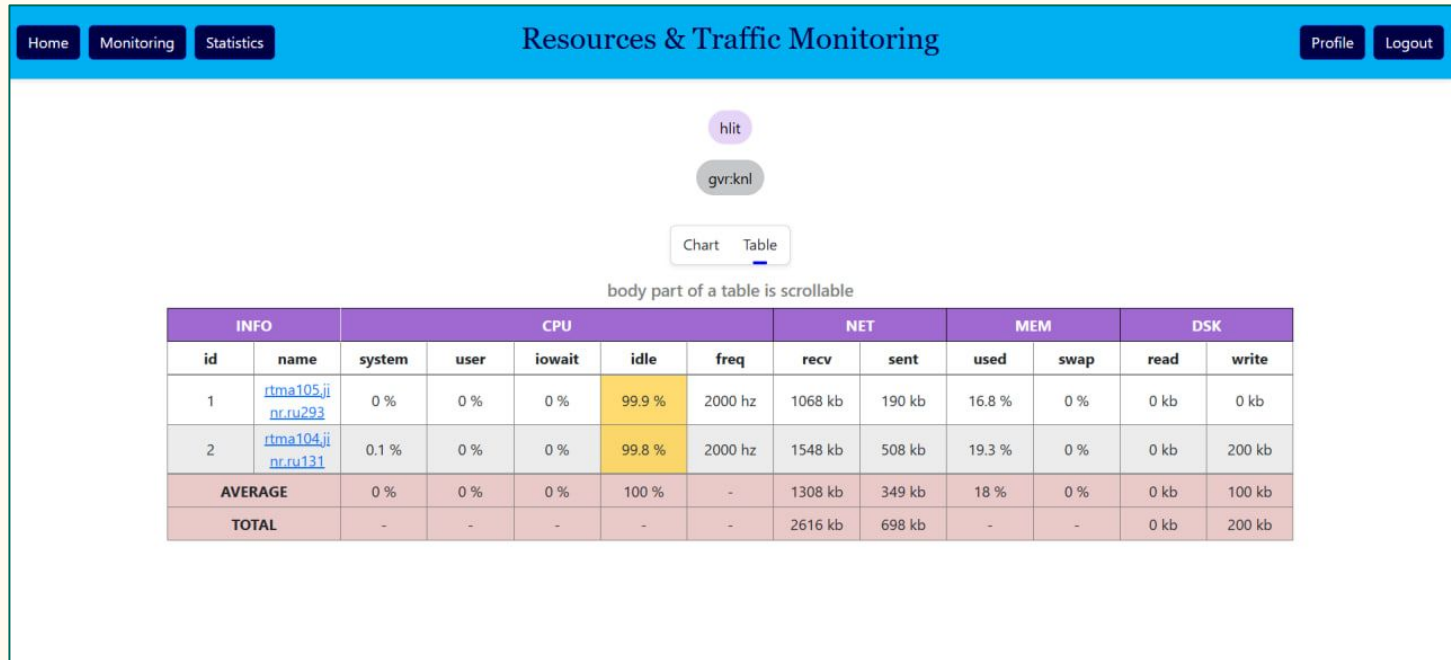 Home Monitoring Statistics Resources & Traffic Monitoring Profile Logout
hlit
gvr:knl
Chart Table
body part of a table is scrollable
INFO CPU NET MEM DSK
id name system user iowait idle freq recv sent used swap read write
1 rtma105.ji 0 % 0 % 0 % 99.9 % 2000 hz 1068 kb 190 kb 16.8 % 0 % 0 kb 0 kb
nr.ru293
2 rtma104.ji 0.1 % 0 % 0 % 99.8 % 2000 hz 1548 kb 508 kb 19.3 % 0 % 0 kb 200 kb
nr.ru131
AVERAGE 0 % 0 % 0 % 100 % - 1308 kb 349 kb 18 % 0 % 0 kb 100 kb
TOTAL - - - - - 2616 kb 698 kb - - 0 kb 200 kb